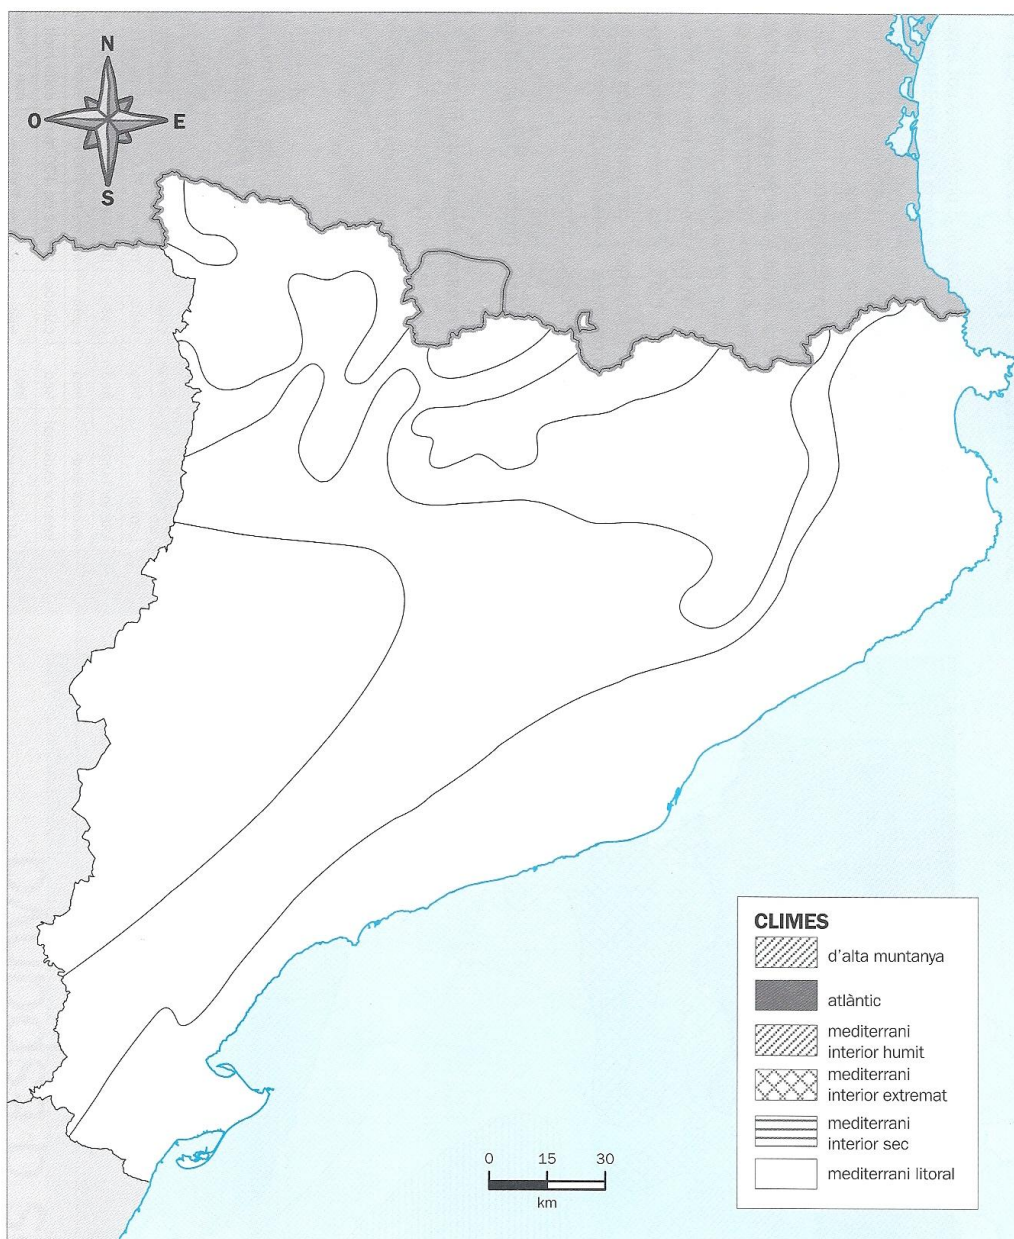 N
O
E
S
CLIMES
d'alta muntanya
atlàntic
mediterrani
interior humit
mediterrani
interior extremat
mediterrani
interior sec
mediterrani litoral
0 15 30
km